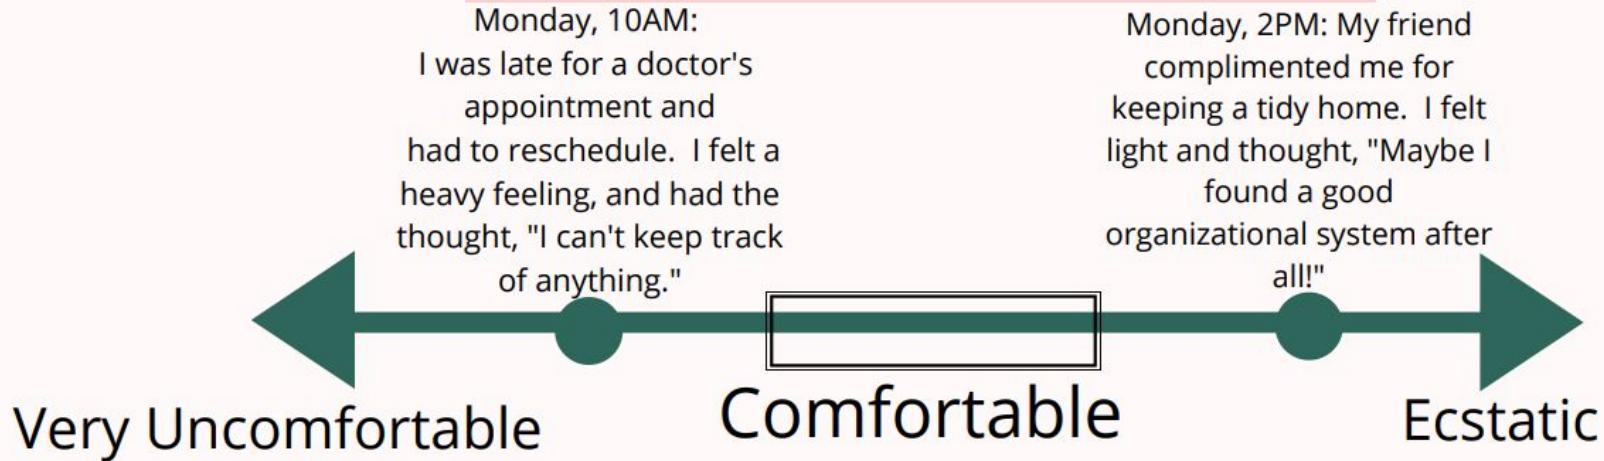 Monday, 10AM:
I was late for a doctor's
appointment and
had to reschedule.  I felt a
heavy feeling, and had the
thought, "I can't keep track
of anything."
Monday, 2PM: My friend
complimented me for
keeping a tidy home.  I felt
light and thought, "Maybe I
found a good
organizational system after
all!"
Very Uncomfortable
Comfortable
Ecstatic